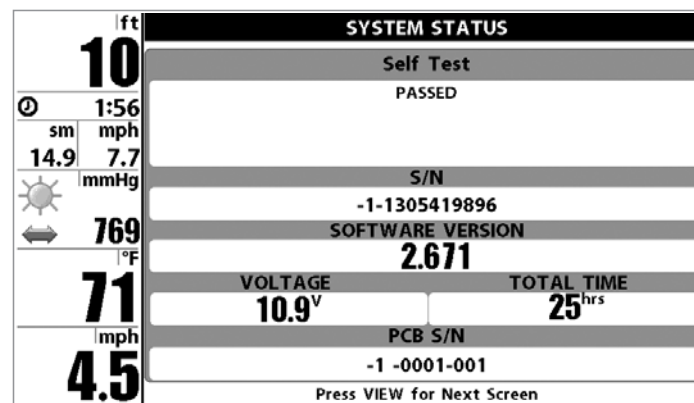 ft
10
1:56
sm mph
14.9 7.7
mmHg
769
°F
71
mph
4.5
SYSTEM STATUS
Self Test
PASSED
S/N
-1-1305419896
SOFTWARE VERSION
2.671
VOLTAGE TOTAL TIME
10.9V 25hrs
PCB S/N
-1 -0001-001
Press VIEW for Next Screen